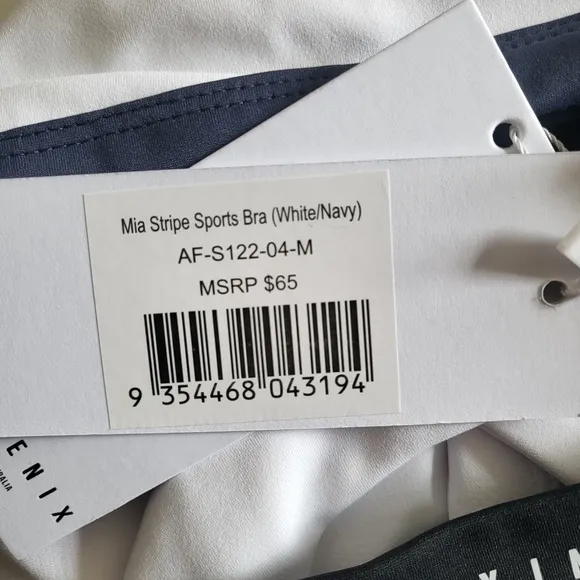 Mia Stripe Sports Bra (White/Navy)
AF-S122-04-M
MSRP $65
9 354468 043194
ENIX